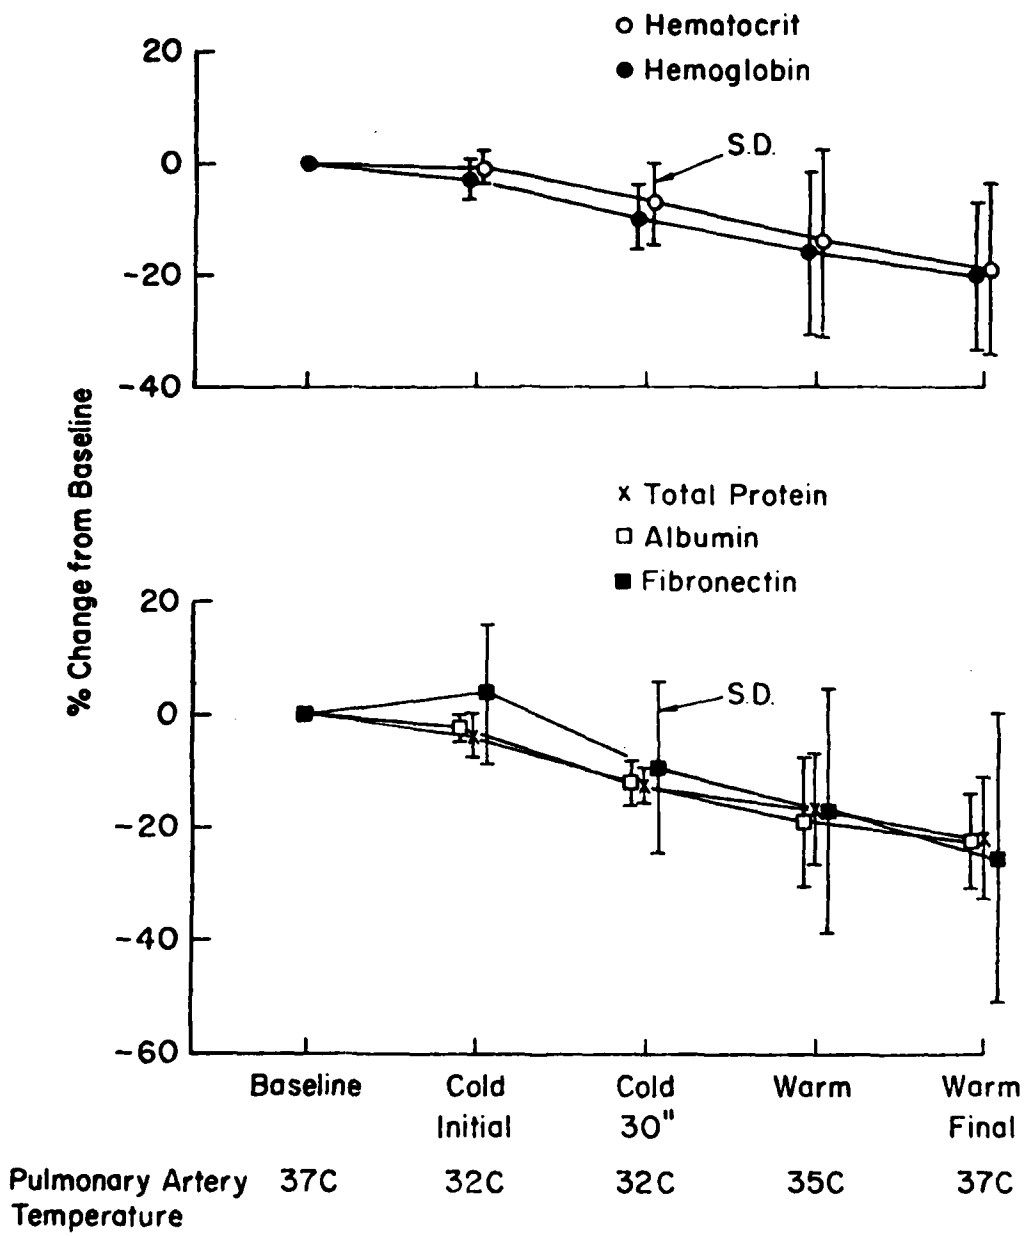 ○ Hematocrit
● Hemoglobin
20
0
-20
-40
S.D.
% Change from Baseline
x Total Protein
□ Albumin
■ Fibronectin
20
0
-20
-40
-60
S.D.
Baseline Cold Cold Warm Warm
Initial 30" Final
Pulmonary Artery 37C 32C 32C 35C 37C
Temperature